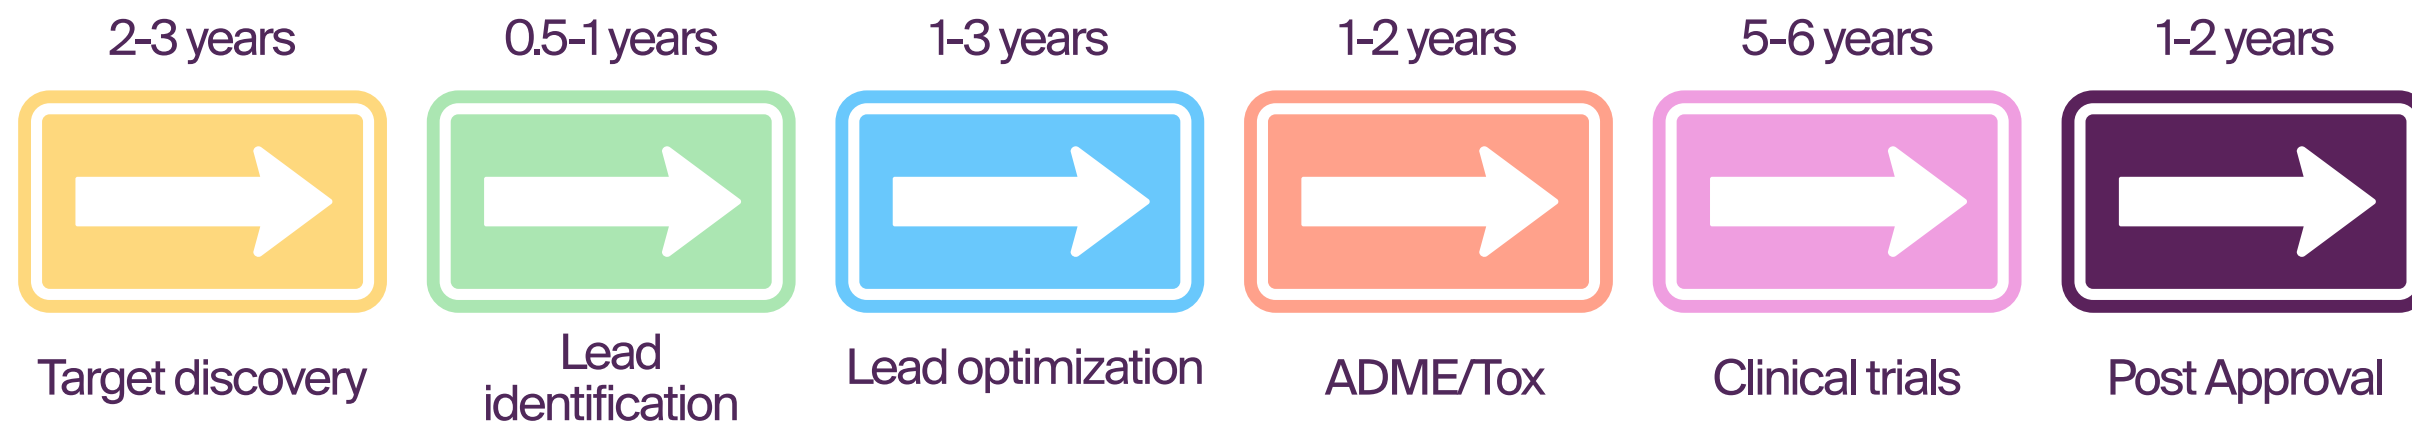 2-3 years
0.5-1 years
1-3 years
1-2 years
5-6 years
1-2 years
Target discovery
Lead
identification
Lead optimization
ADME/Tox
Clinical trials
Post Approval